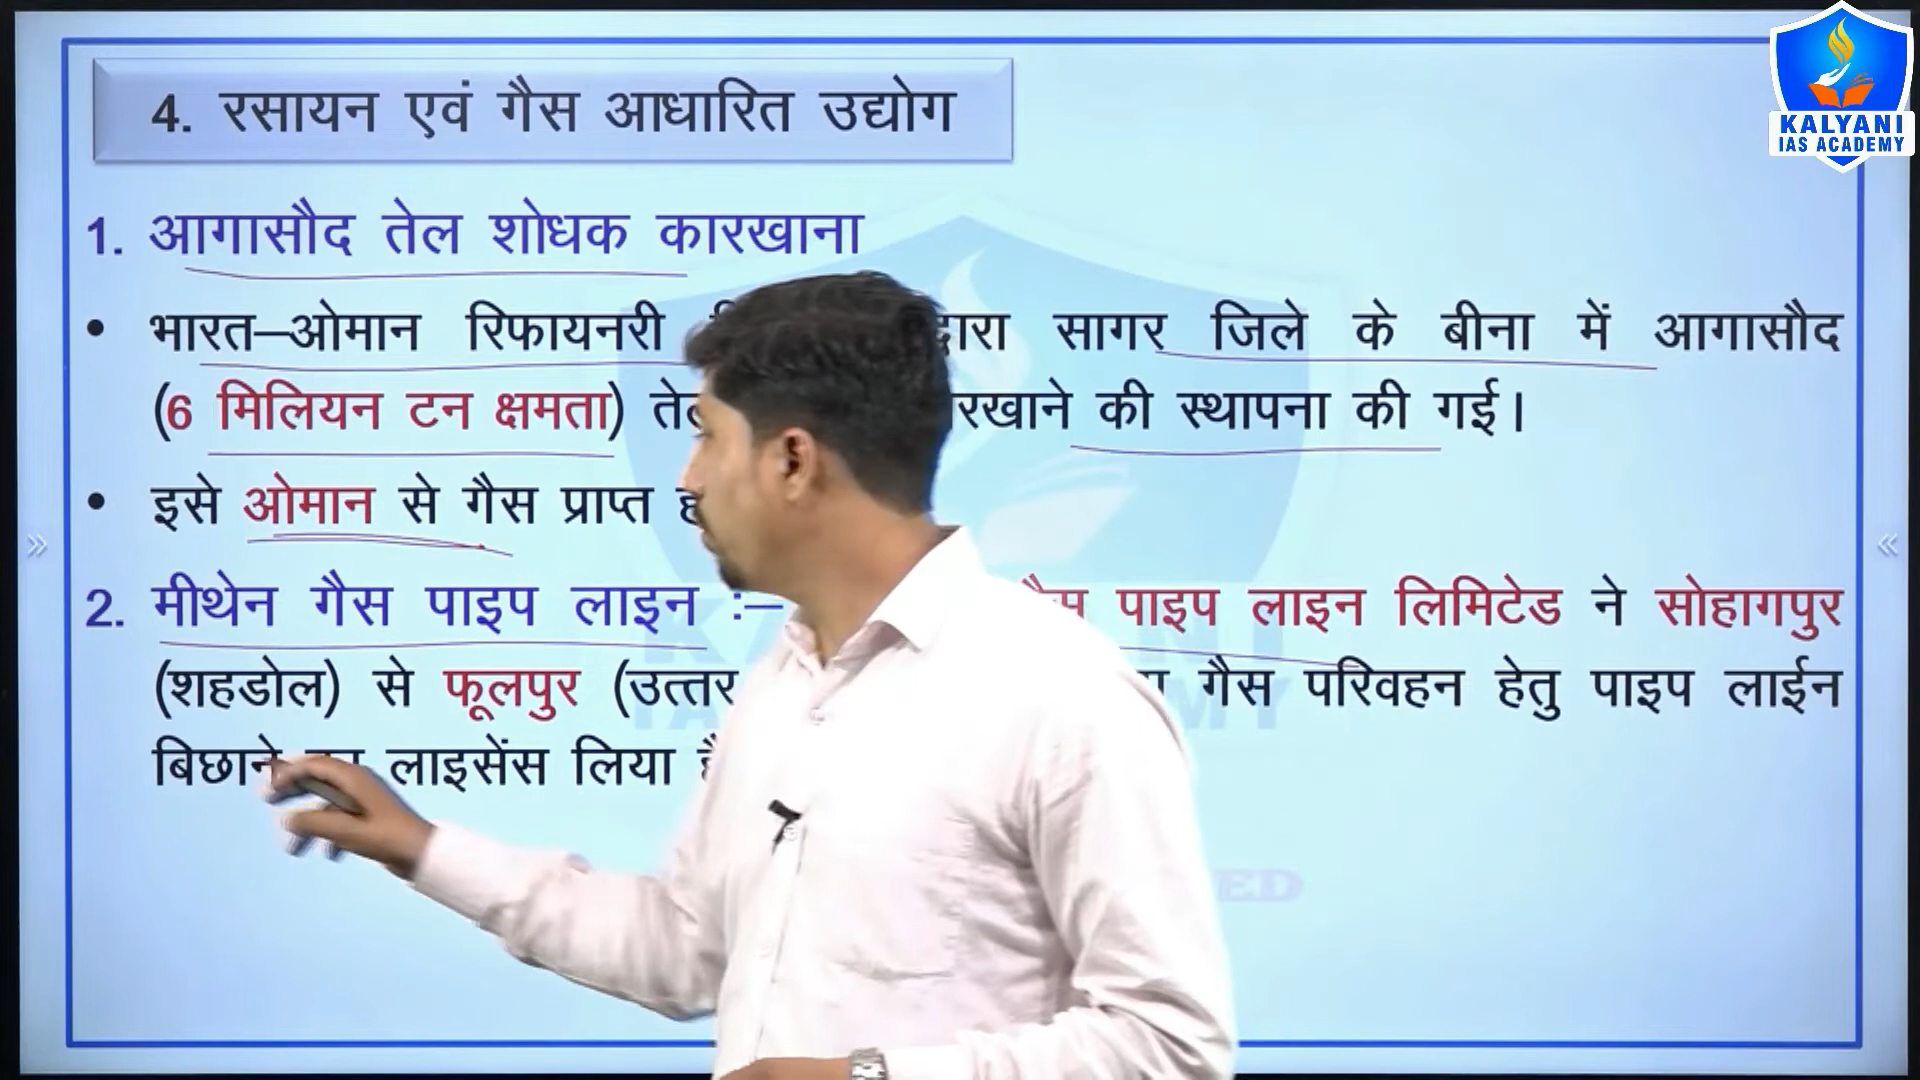 KALYANI
IAS ACADEMY
4. रसायन एवं गैस आधारित उद्योग
1. आगासौद तेल शोधक कारखाना
• भारत–ओमान रिफायनरी द्वारा सागर जिले के बीना में आगासौद
(6 मिलियन टन क्षमता) की स्थापना की गई।
• इसे ओमान से गैस प्राप्त
2. मीथेन गैस पाइप लाइन :– पाइप लाइन लिमिटेड ने सोहागपुर
(शहडोल) से फूलपुर (उत्तर गैस परिवहन हेतु पाइप लाईन
बिछाने लाइसेंस लिया